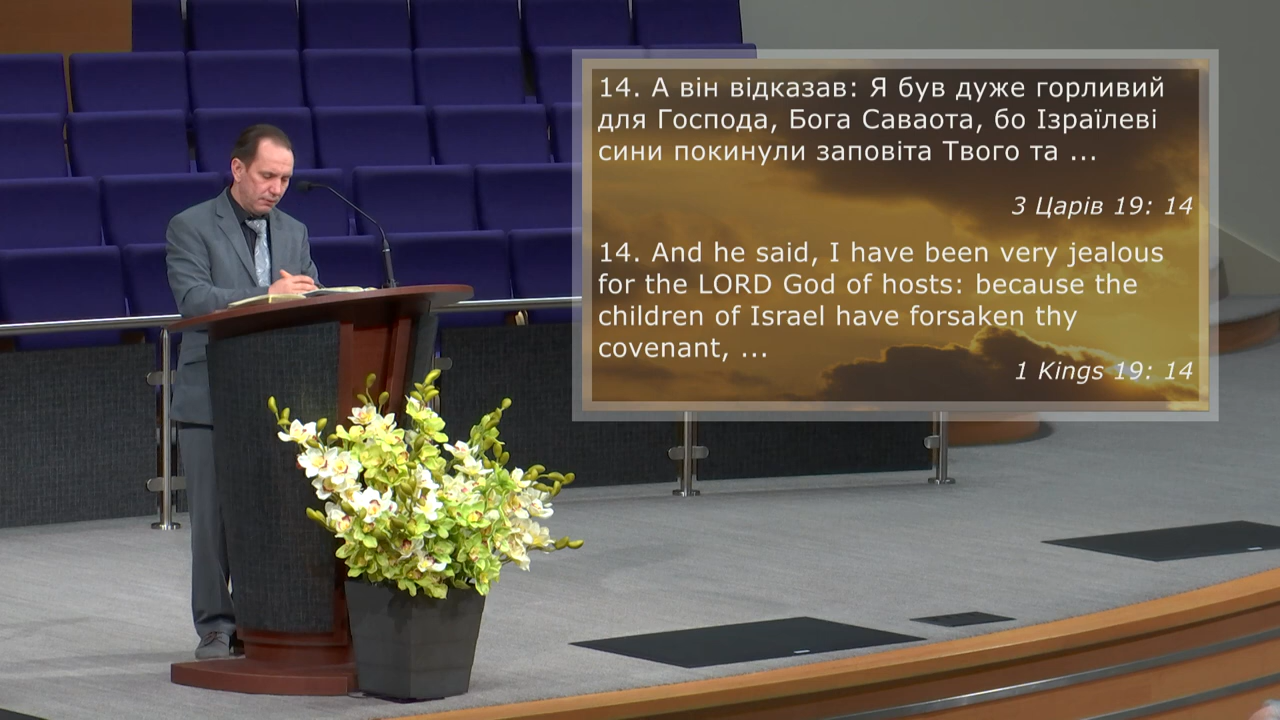 14. А він відказав: Я був дуже горливий
для Господа, Бога Саваота, бо Ізраїлеві
сини покинули заповіта Твого та ...
3 Царів 19: 14
14. And he said, I have been very jealous
for the LORD God of hosts: because the
children of Israel have forsaken thy
covenant, ...
1 Kings 19: 14